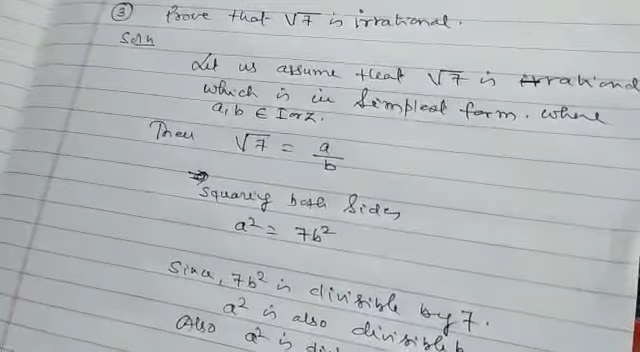 ③ Prove that √7 is irrational.
Soln
Let us assume that √7 is rational
which is in simplest form. where
a, b ∈ I or Z.
Then √7 = a/b
Squaring both sides
a² = 7b²
Since, 7b² is divisible by 7.
a² is also divisible b
Also a² is di